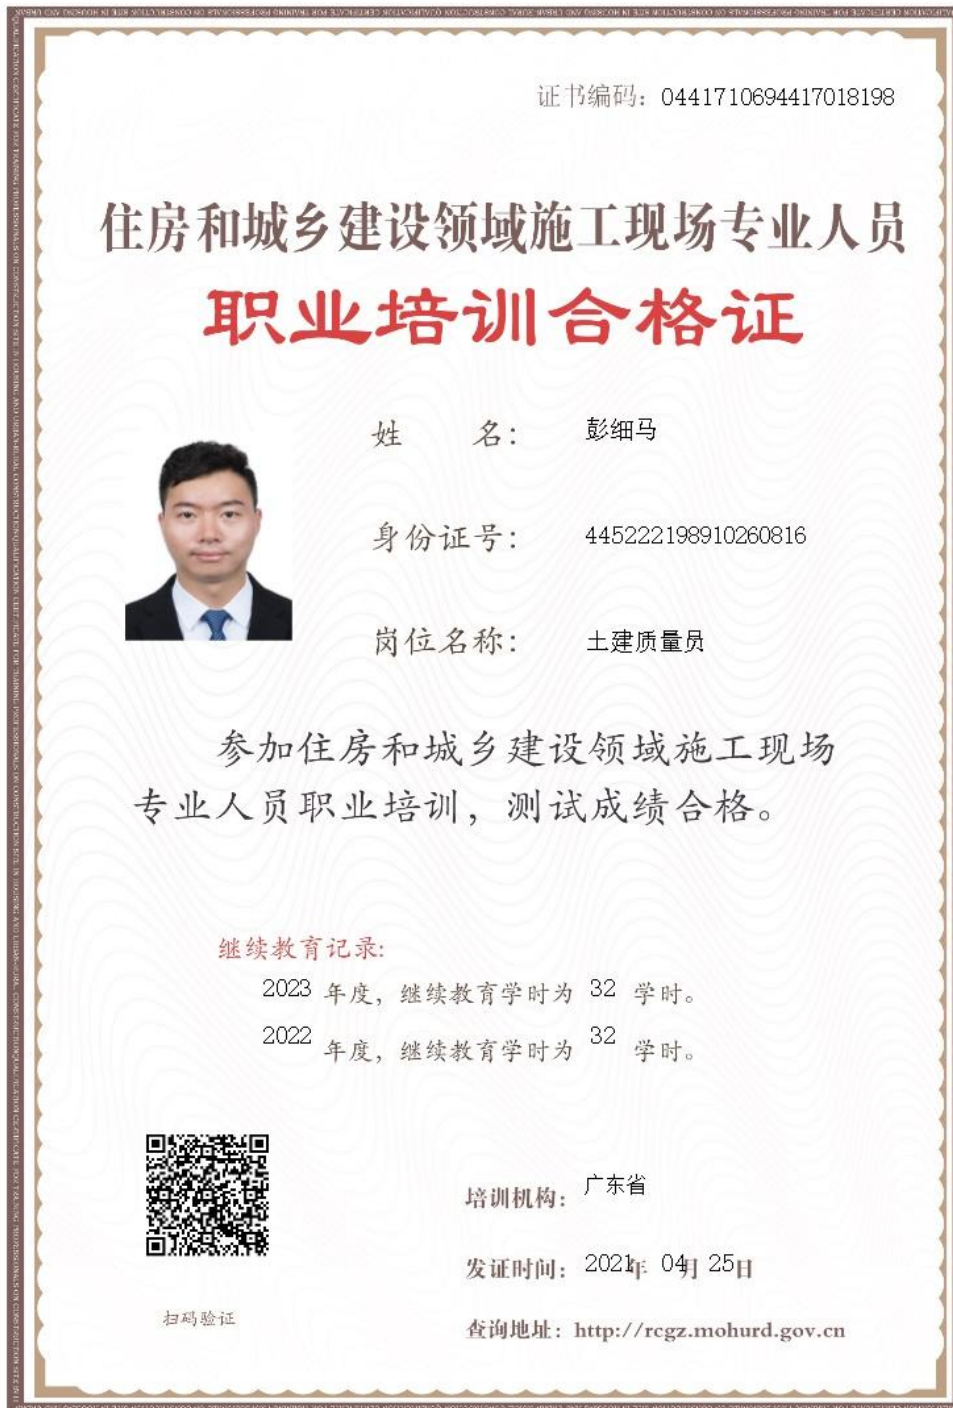 证书编码：0441710694417018198
住房和城乡建设领域施工现场专业人员
职业培训合格证
姓 名：彭细马
身份证号：445222198910260816
岗位名称：土建质量员
参加住房和城乡建设领域施工现场
专业人员职业培训，测试成绩合格。
继续教育记录:
2023 年度，继续教育学时为 32 学时。
2022 年度，继续教育学时为 32 学时。
培训机构：广东省
发证时间：2021年 04月 25日
扫码验证
查询地址：http://rcgz.mohurd.gov.cn